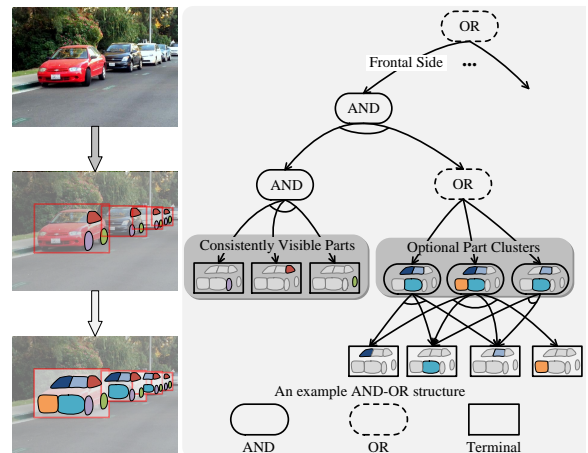 OR
Frontal Side ...
AND
AND
OR
Consistently Visible Parts
Optional Part Clusters
An example AND-OR structure
AND
OR
Terminal